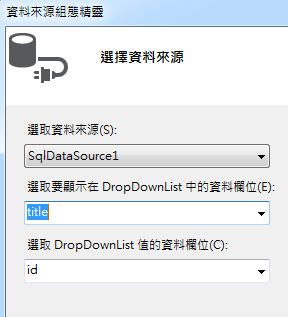 資料來源組態精靈
選擇資料來源
選取資料來源(S):
SqlDataSource1
選取要顯示在 DropDownList 中的資料欄位(E):
title
選取 DropDownList 值的資料欄位(C):
id